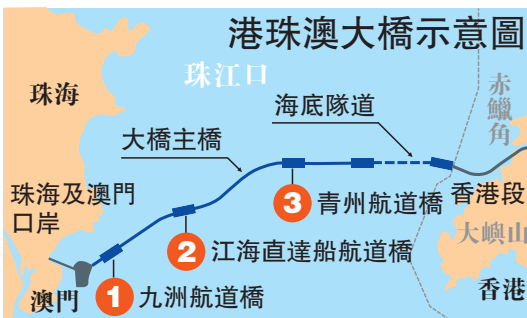 港珠澳大橋示意圖
珠江口
珠海
赤鱲角
海底隧道
大橋主橋
珠海及澳門
口岸
3 青州航道橋
香港段
大嶼山
2 江海直達船航道橋
香港
澳門
1 九洲航道橋